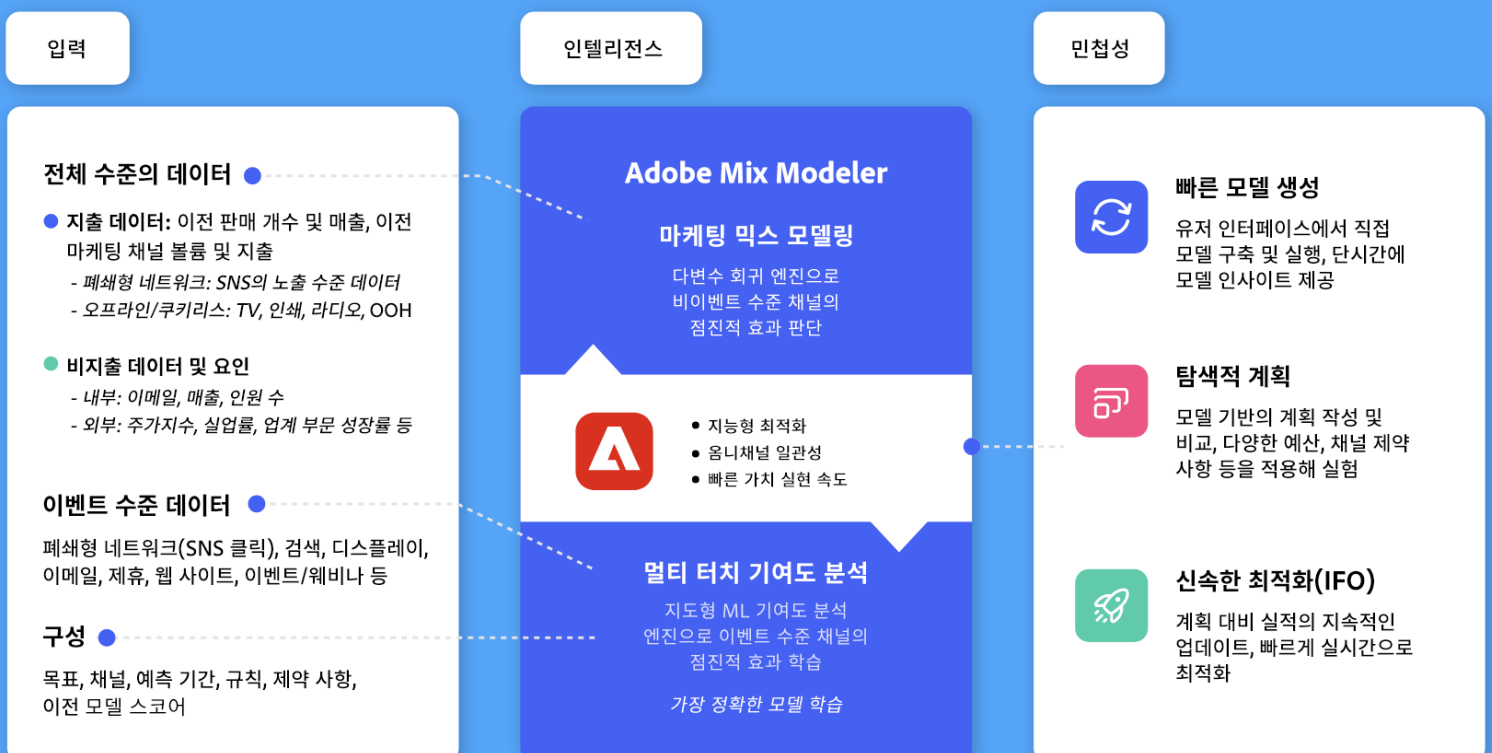 입력
전체 수준의 데이터
지출 데이터: 이전 판매 개수 및 매출, 이전
마케팅 채널 볼륨 및 지출
- 폐쇄형 네트워크: SNS의 노출 수준 데이터
- 오프라인/쿠키리스: TV, 인쇄, 라디오, OOH
비지출 데이터 및 요인
- 내부: 이메일, 매출, 인원 수
- 외부: 주가지수, 실업률, 업계 부문 성장률 등
이벤트 수준 데이터
폐쇄형 네트워크(SNS 클릭), 검색, 디스플레이,
이메일, 제휴, 웹 사이트, 이벤트/웨비나 등
구성
목표, 채널, 예측 기간, 규칙, 제약 사항,
이전 모델 스코어
인텔리전스
Adobe Mix Modeler
마케팅 믹스 모델링
다변수 회귀 엔진으로
비이벤트 수준 채널의
점진적 효과 판단
• 지능형 최적화
• 옴니채널 일관성
• 빠른 가치 실현 속도
멀티 터치 기여도 분석
지도형 ML 기여도 분석
엔진으로 이벤트 수준 채널의
점진적 효과 학습
가장 정확한 모델 학습
민첩성
빠른 모델 생성
유저 인터페이스에서 직접
모델 구축 및 실행, 단시간에
모델 인사이트 제공
탐색적 계획
모델 기반의 계획 작성 및
비교, 다양한 예산, 채널 제약
사항 등을 적용해 실험
신속한 최적화(IFO)
계획 대비 실적의 지속적인
업데이트, 빠르게 실시간으로
최적화